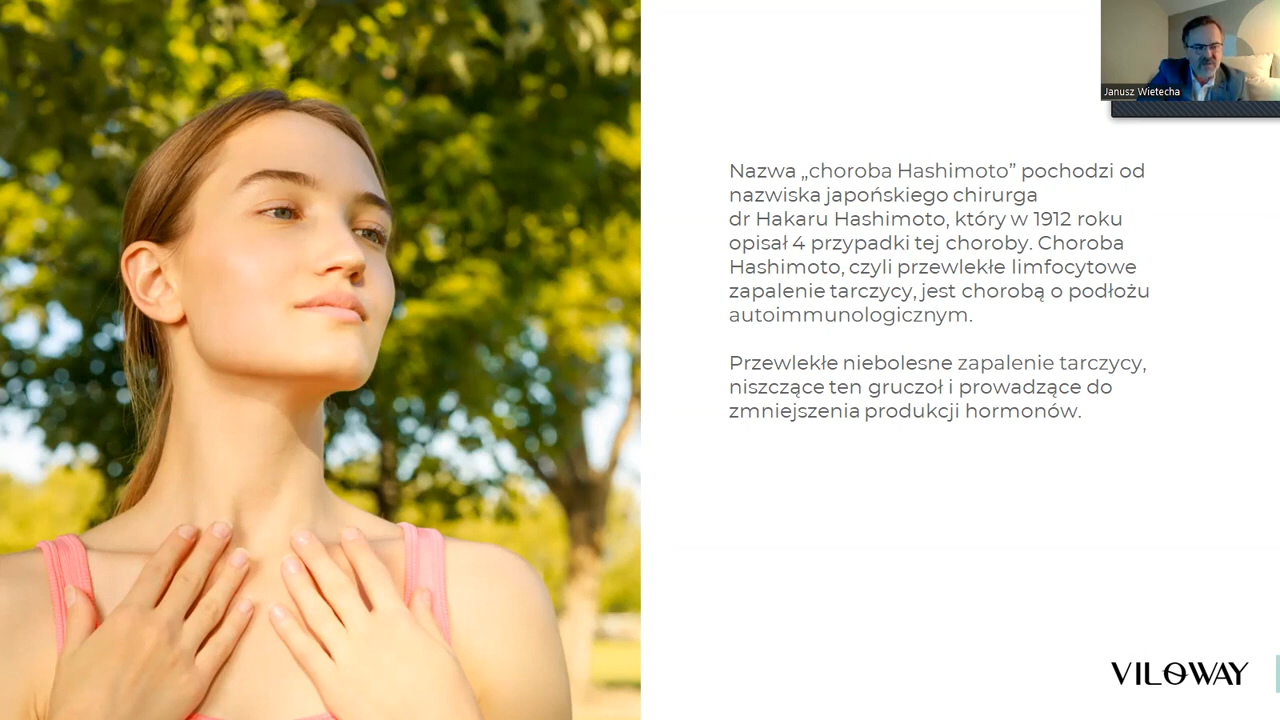 Janusz Wietecha
Nazwa „choroba Hashimoto” pochodzi od
nazwiska japońskiego chirurga
dr Hakaru Hashimoto, który w 1912 roku
opisał 4 przypadki tej choroby. Choroba
Hashimoto, czyli przewlekłe limfocytowe
zapalenie tarczycy, jest chorobą o podłożu
autoimmunologicznym.
Przewlekłe niebolesne zapalenie tarczycy,
niszczące ten gruczoł i prowadzące do
zmniejszenia produkcji hormonów.
VILOWAY